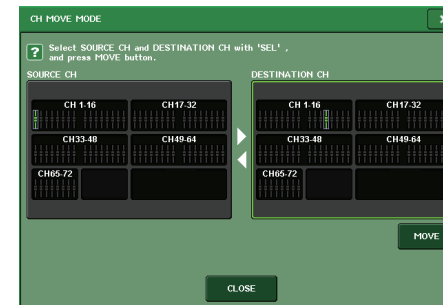 CH MOVE MODE
? Select SOURCE CH and DESTINATION CH with 'SEL' ,
and press MOVE button.
SOURCE CH
DESTINATION CH
CH 1-16 CH17-32
CH33-48 CH49-64
CH65-72
CH 1-16 CH17-32
CH33-48 CH49-64
CH65-72
MOVE
CLOSE